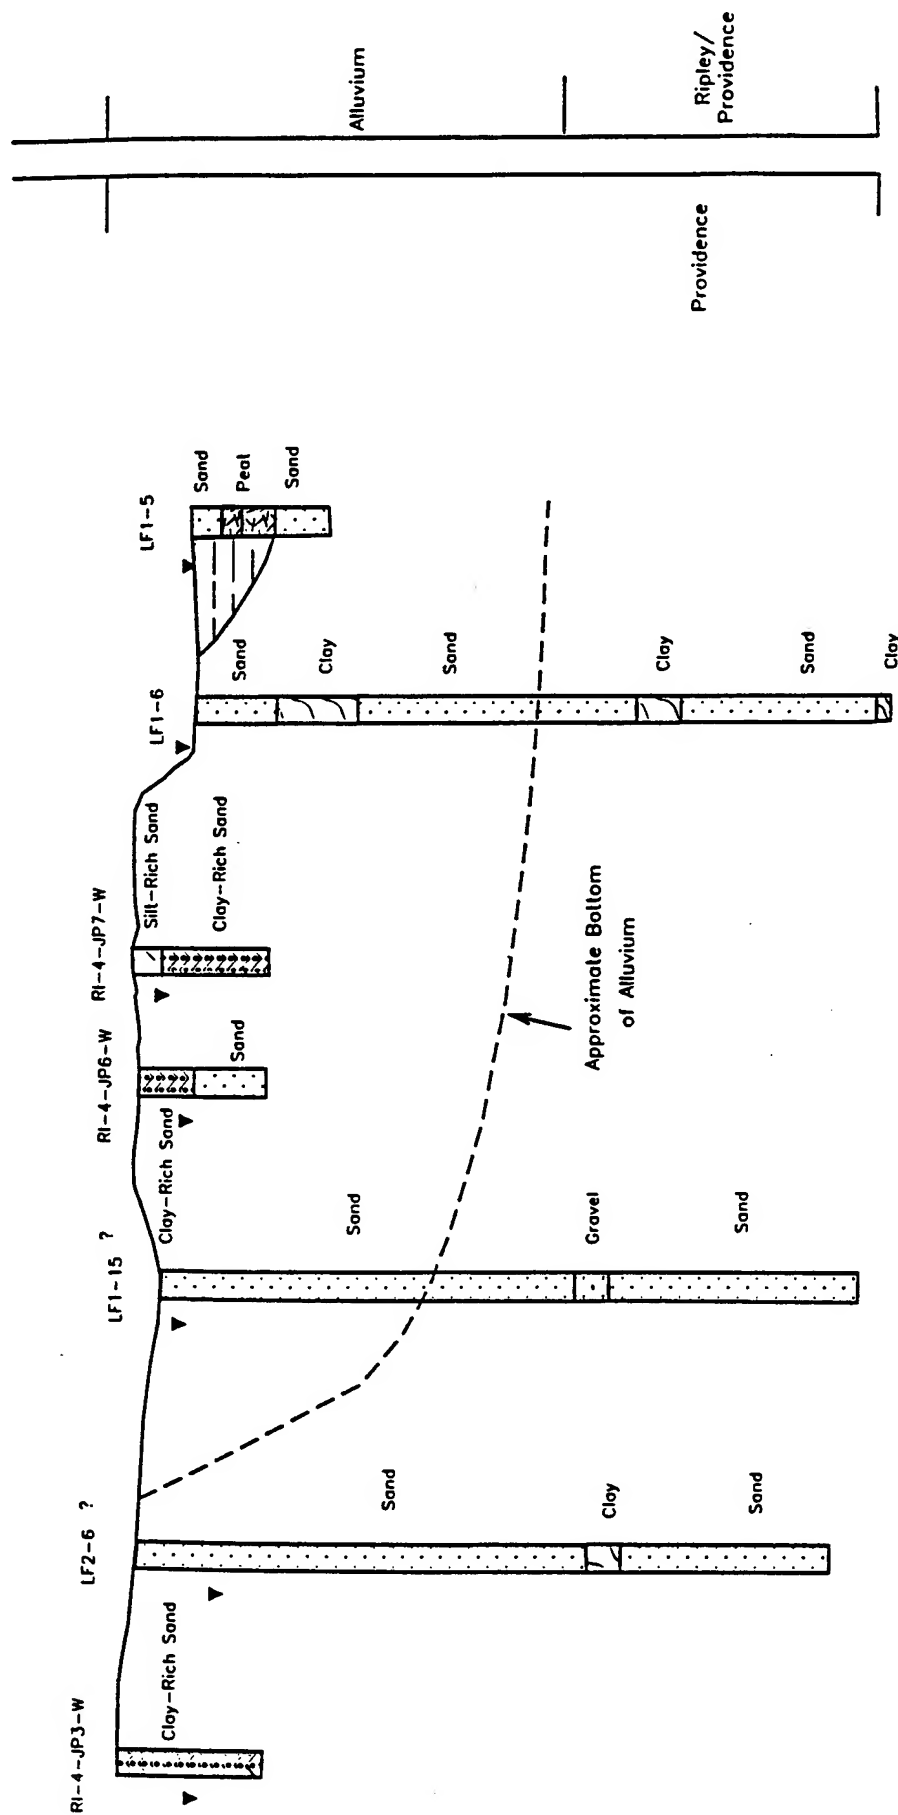 RI-4-JP3-W
Clay-Rich Sand
LF2-6 ?
Sand
Clay
Sand
LF1-15 ?
Sand
Gravel
Sand
RI-4-JP6-W
Clay-Rich Sand
Sand
RI-4-JP7-W
Silt-Rich Sand
Clay-Rich Sand
LF1-6
Sand
Clay
Sand
Clay
Sand
Clay
LF1-5
Sand
Peat
Sand
Approximate Bottom
of Alluvium
Providence
Alluvium
Ripley/
Providence